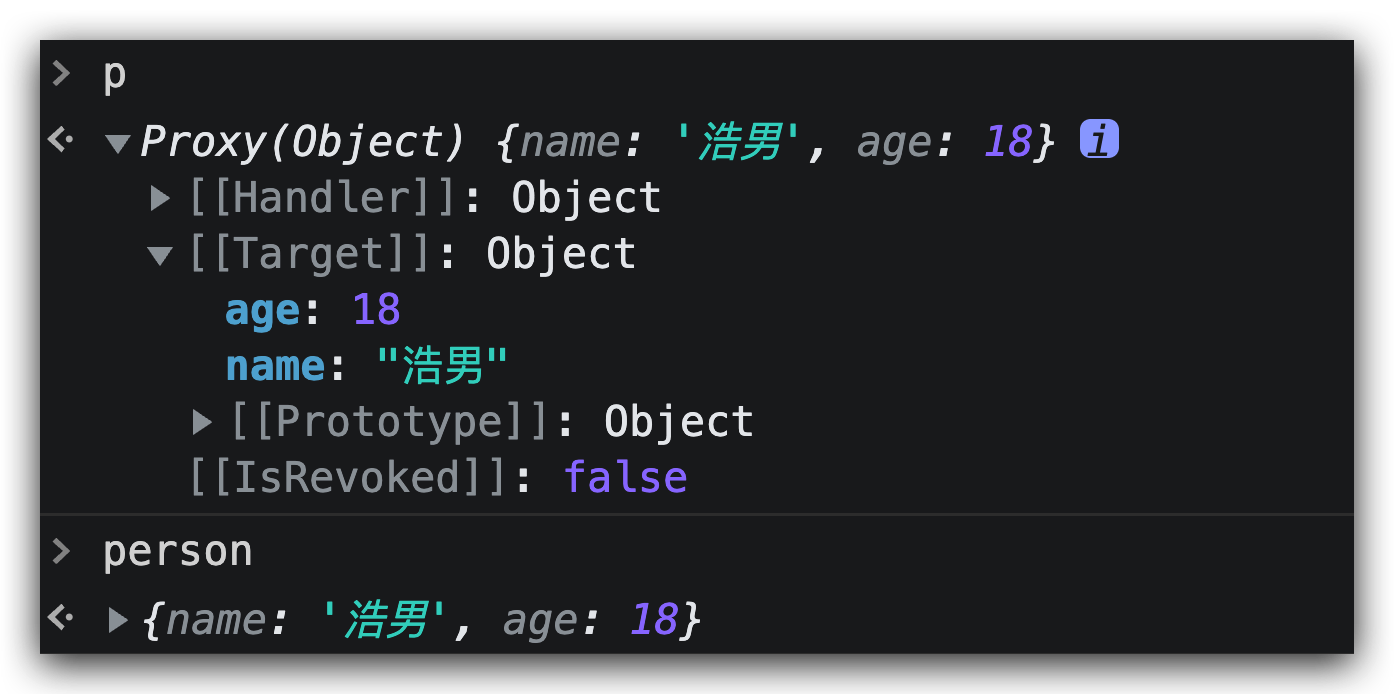 > p
Proxy(Object) {name: '浩男', age: 18} i
[[Handler]]: Object
[[Target]]: Object
age: 18
name: "浩男"
[[Prototype]]: Object
[[IsRevoked]]: false
> person
{name: '浩男', age: 18}